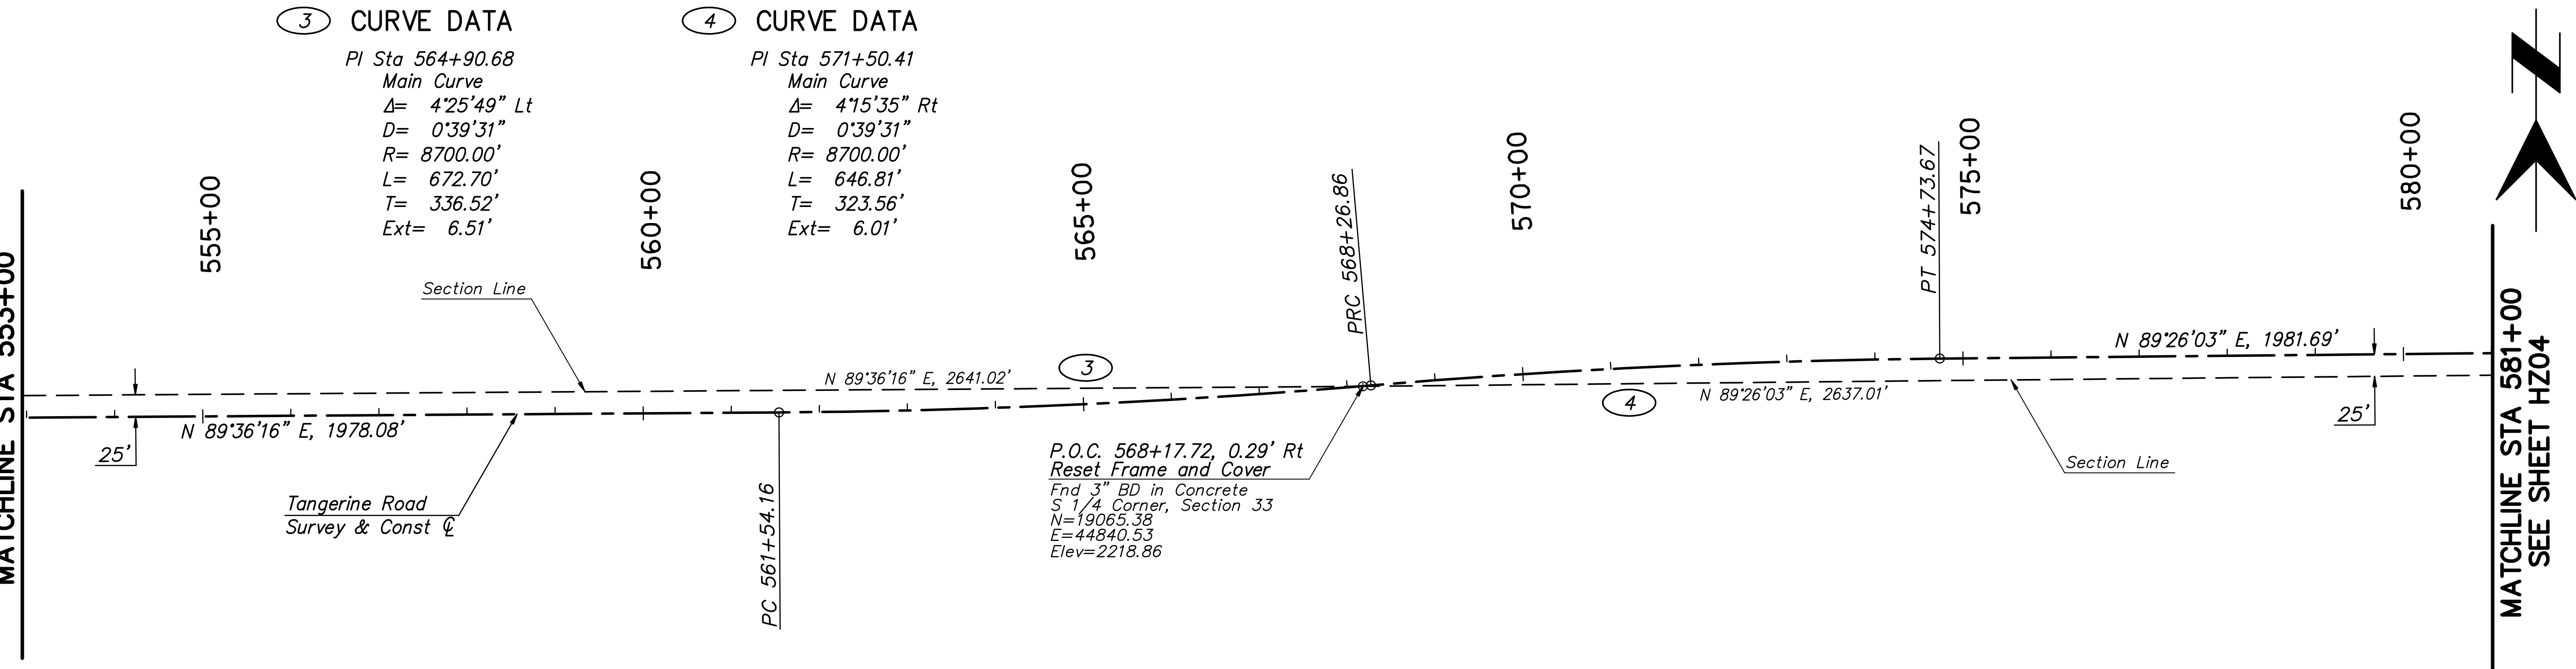 3 CURVE DATA
PI Sta 564+90.68
Main Curve
Δ= 4°25'49" Lt
D= 0°39'31"
R= 8700.00'
L= 672.70'
T= 336.52'
Ext= 6.51'
4 CURVE DATA
PI Sta 571+50.41
Main Curve
Δ= 4°15'35" Rt
D= 0°39'31"
R= 8700.00'
L= 646.81'
T= 323.56'
Ext= 6.01'
N
MATCHLINE STA 553+00
555+00
560+00
565+00
PRC 568+26.86
570+00
PT 574+73.67
575+00
580+00
Section Line
N 89°36'16" E, 2641.02'
3
N 89°26'03" E, 1981.69'
N 89°36'16" E, 1978.08'
25'
4
N 89°26'03" E, 2637.01'
25'
Section Line
Tangerine Road
Survey & Const ℄
PC 561+54.16
P.O.C. 568+17.72, 0.29' Rt
Reset Frame and Cover
Fnd 3" BD in Concrete
S 1/4 Corner, Section 33
N=19065.38
E=44840.53
Elev=2218.86
MATCHLINE STA 581+00
SEE SHEET HZ04